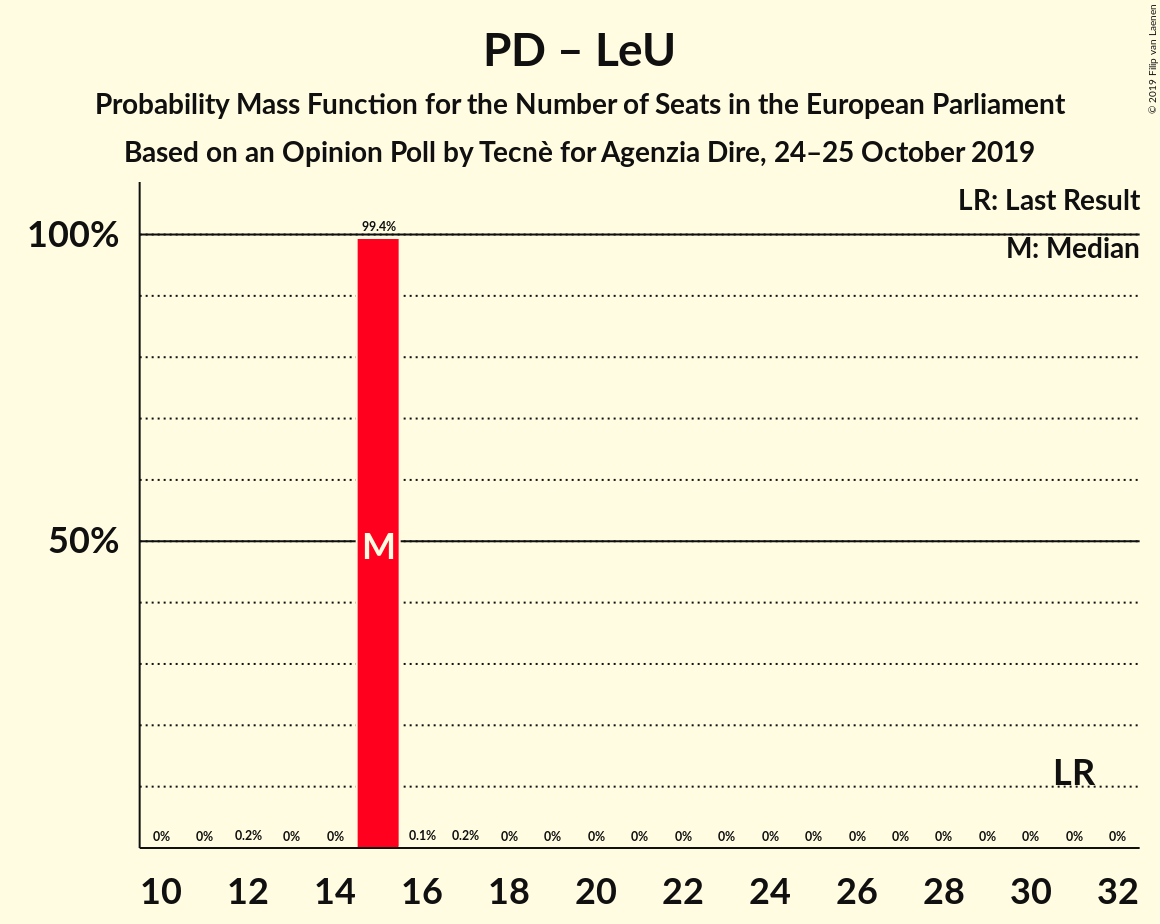 PD – LeU
Probability Mass Function for the Number of Seats in the European Parliament
Based on an Opinion Poll by Tecnè for Agenzia Dire, 24–25 October 2019
© 2019 Filip van Laenen
LR: Last Result
M: Median
100%
50%
99.4%
M
LR
0% 0% 0.2% 0% 0% 0.1% 0.2% 0% 0% 0% 0% 0% 0% 0% 0% 0% 0% 0% 0% 0% 0% 0%
10 12 14 16 18 20 22 24 26 28 30 32